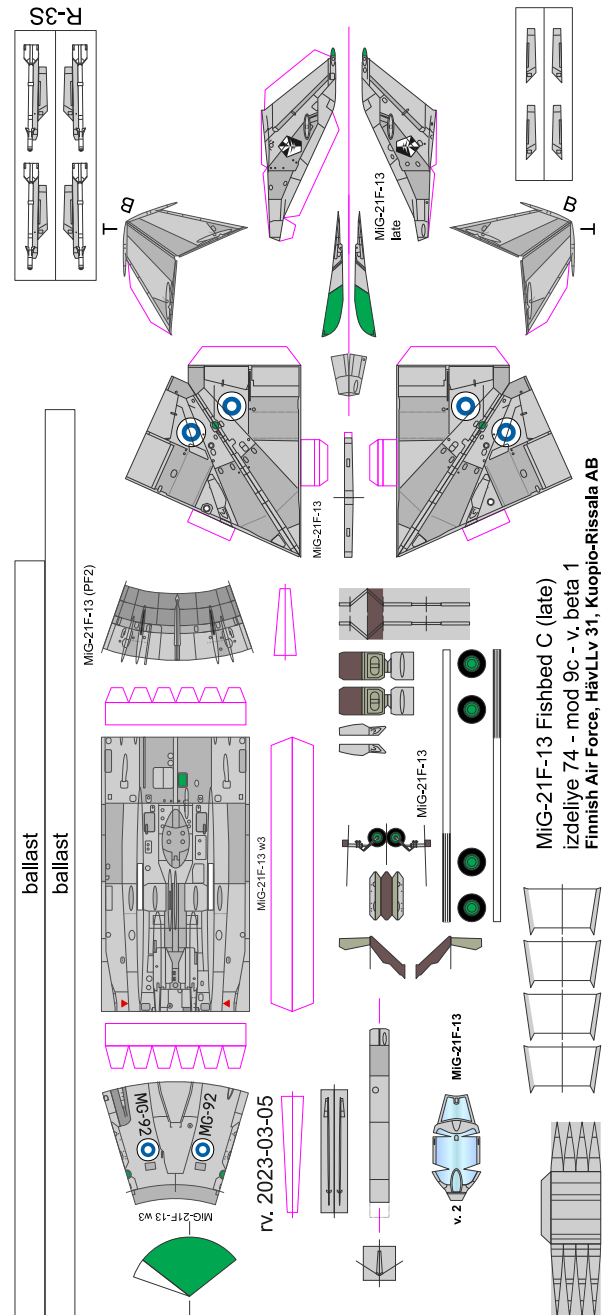 R-3S
MiG-21F-13
late
B
T
B
T
MiG-21F-13
MiG-21F-13 (PF2)
ballast
ballast
MiG-21F-13 w3
MiG-21F-13
MiG-21F-13 Fishbed C (late)
izdeliye 74 - mod 9c - v. beta 1
Finnish Air Force, HävLLv 31, Kuopio-Rissala AB
MG-92
MG-92
MiG-21F-13 w3
rv. 2023-03-05
MiG-21F-13
v. 2